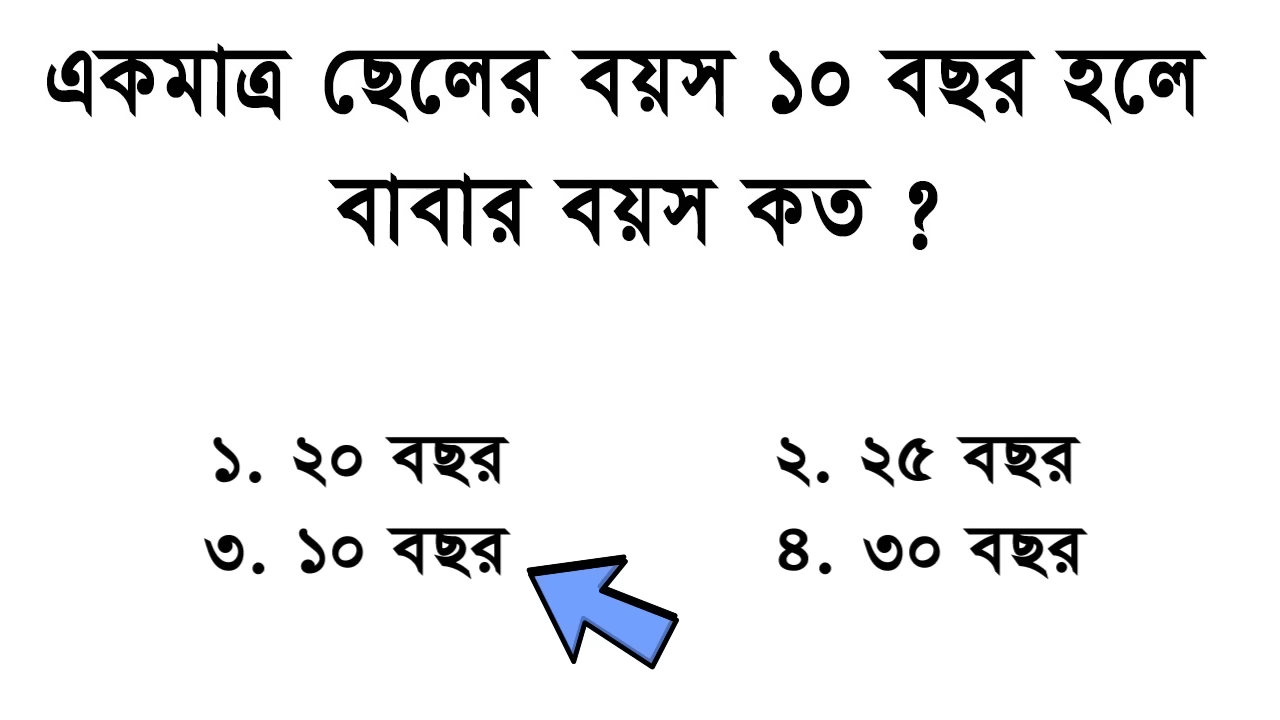 একমাত্র ছেলের বয়স ১০ বছর হলে
বাবার বয়স কত ?
১. ২০ বছর
২. ২৫ বছর
৩. ১০ বছর
৪. ৩০ বছর